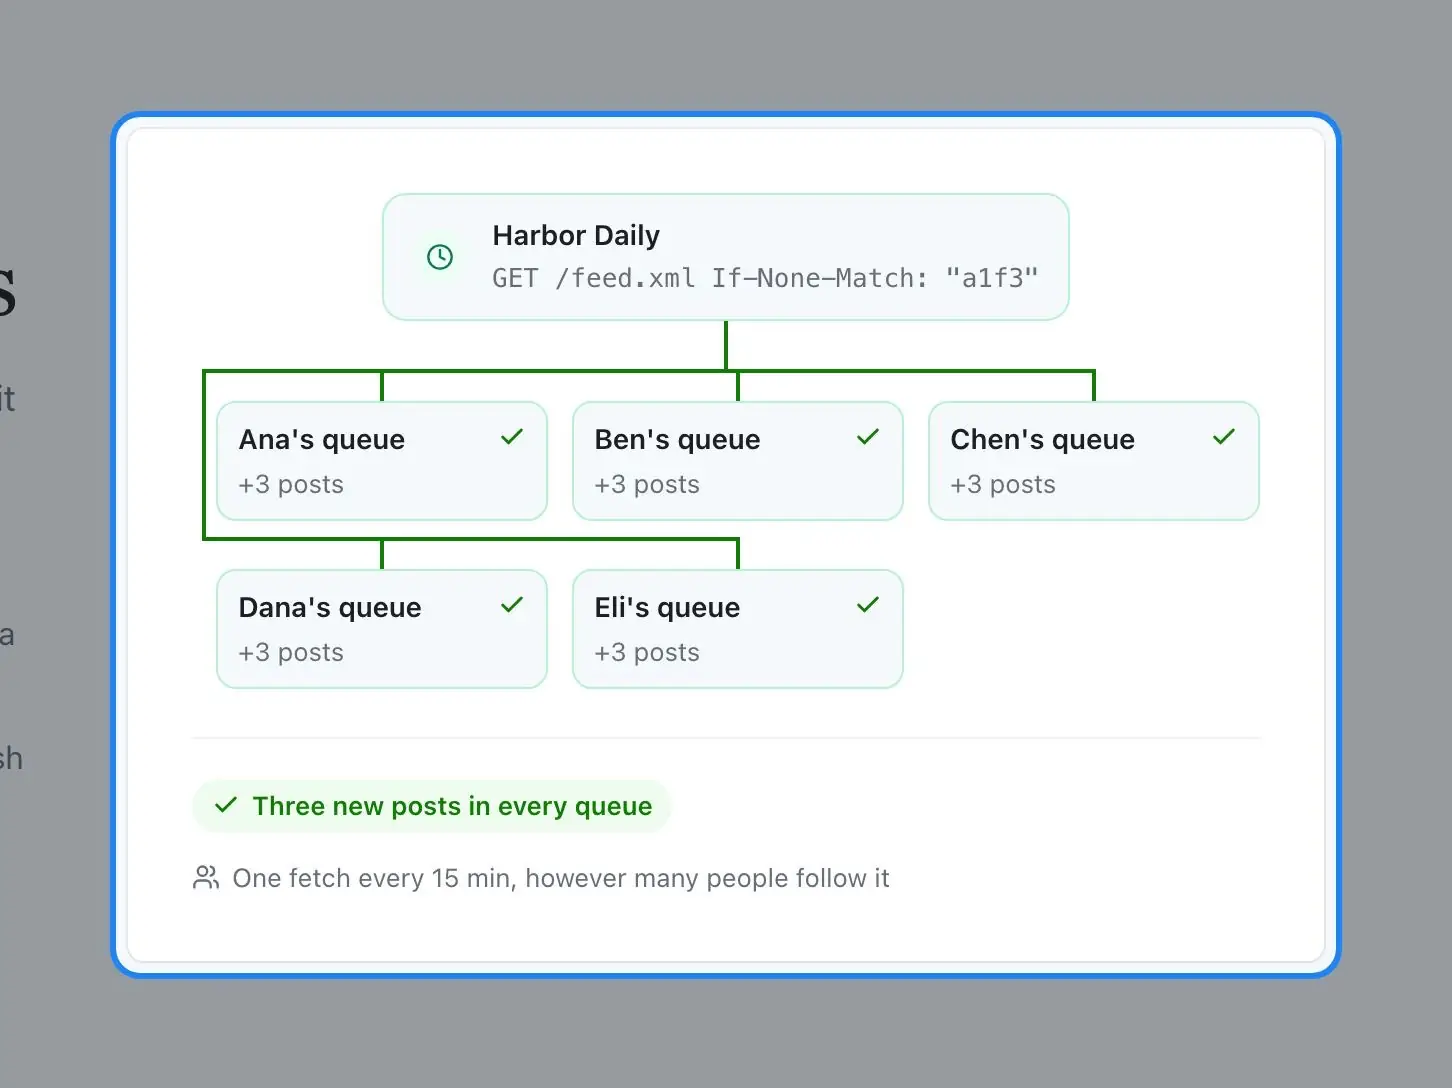 Harbor Daily
GET /feed.xml If-None-Match: "a1f3"
Ana's queue
+3 posts
Ben's queue
+3 posts
Chen's queue
+3 posts
Dana's queue
+3 posts
Eli's queue
+3 posts
Three new posts in every queue
One fetch every 15 min, however many people follow it